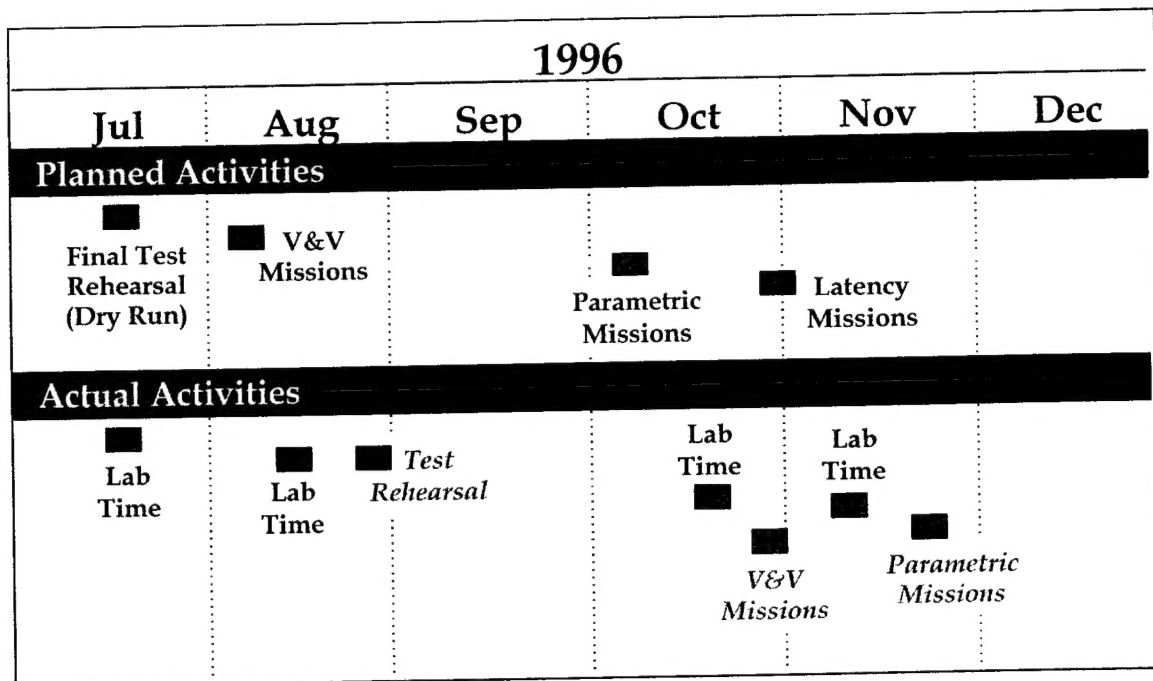 1996
Jul Aug Sep Oct Nov Dec
Planned Activities
Final Test
Rehearsal
(Dry Run)
V&V
Missions
Parametric
Missions
Latency
Missions
Actual Activities
Lab
Time
Lab
Time
Test
Rehearsal
Lab
Time
V&V
Missions
Lab
Time
Parametric
Missions